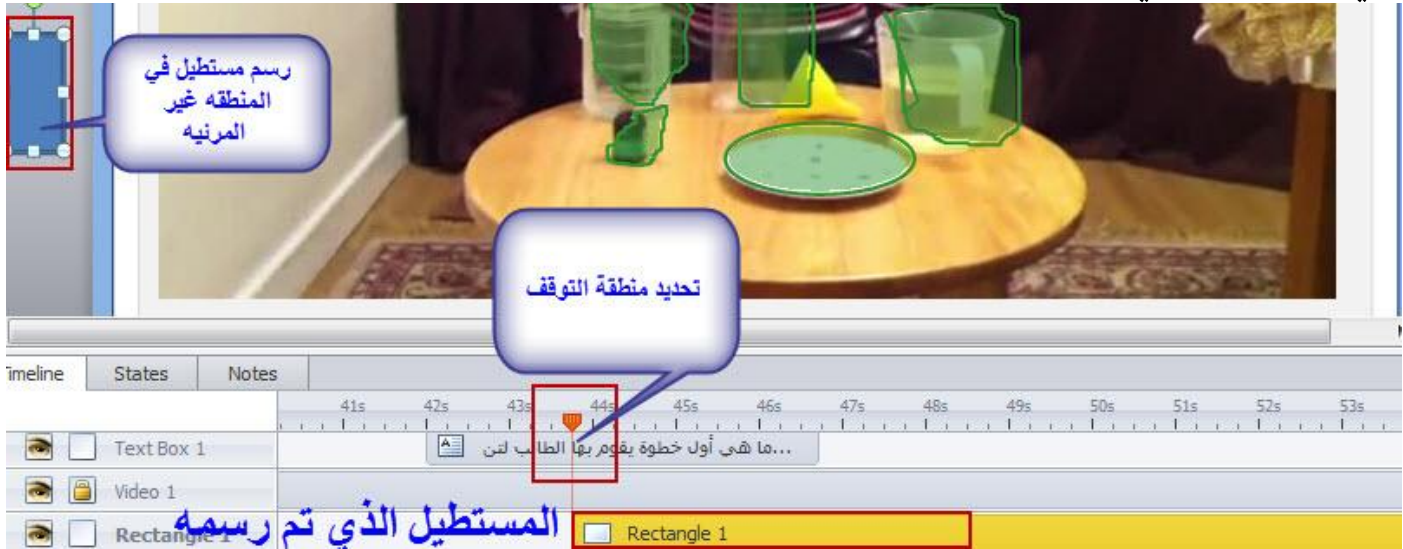 رسم مستطيل في
المنطقه غير
المرئيه
تحديد منطقة التوقف
Timeline States Notes
41s 42s 43s 44s 45s 46s 47s 48s 49s 50s 51s 52s 53s
Text Box 1
ما هي أول خطوة يقوم بها الطالب لتن...
Video 1
Rectangle 1
المستطيل الذي تم رسمه
Rectangle 1